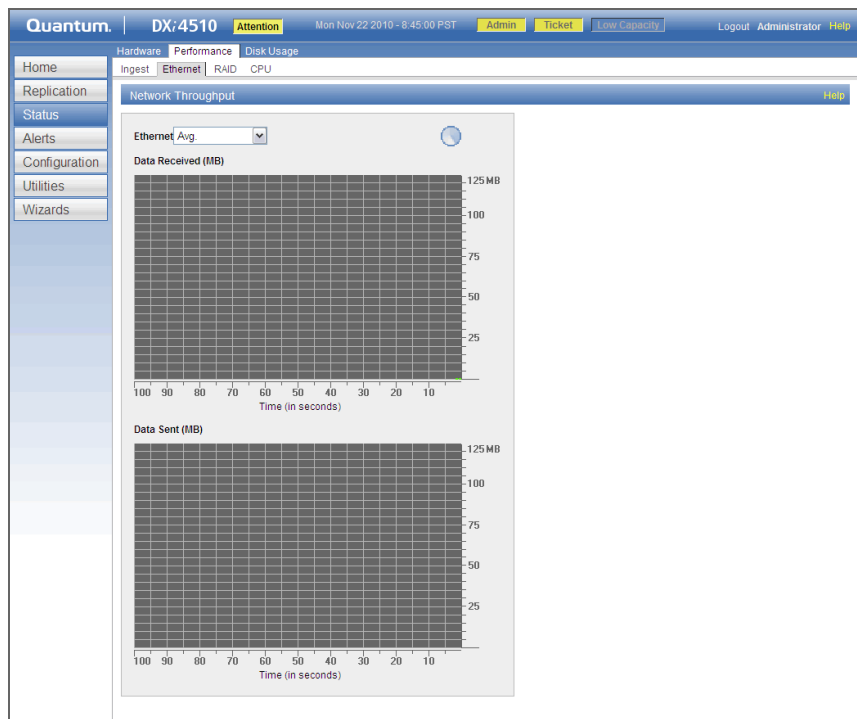 Quantum. DXi4510 Attention Mon Nov 22 2010 - 8:45:00 PST Admin Ticket Low Capacity Logout Administrator Help
Hardware Performance Disk Usage
Ingest Ethernet RAID CPU
Home
Replication
Status
Alerts
Configuration
Utilities
Wizards
Network Throughput Help
Ethernet Avg.
Data Received (MB)
125MB
100
75
50
25
100 90 80 70 60 50 40 30 20 10
Time (in seconds)
Data Sent (MB)
125MB
100
75
50
25
100 90 80 70 60 50 40 30 20 10
Time (in seconds)